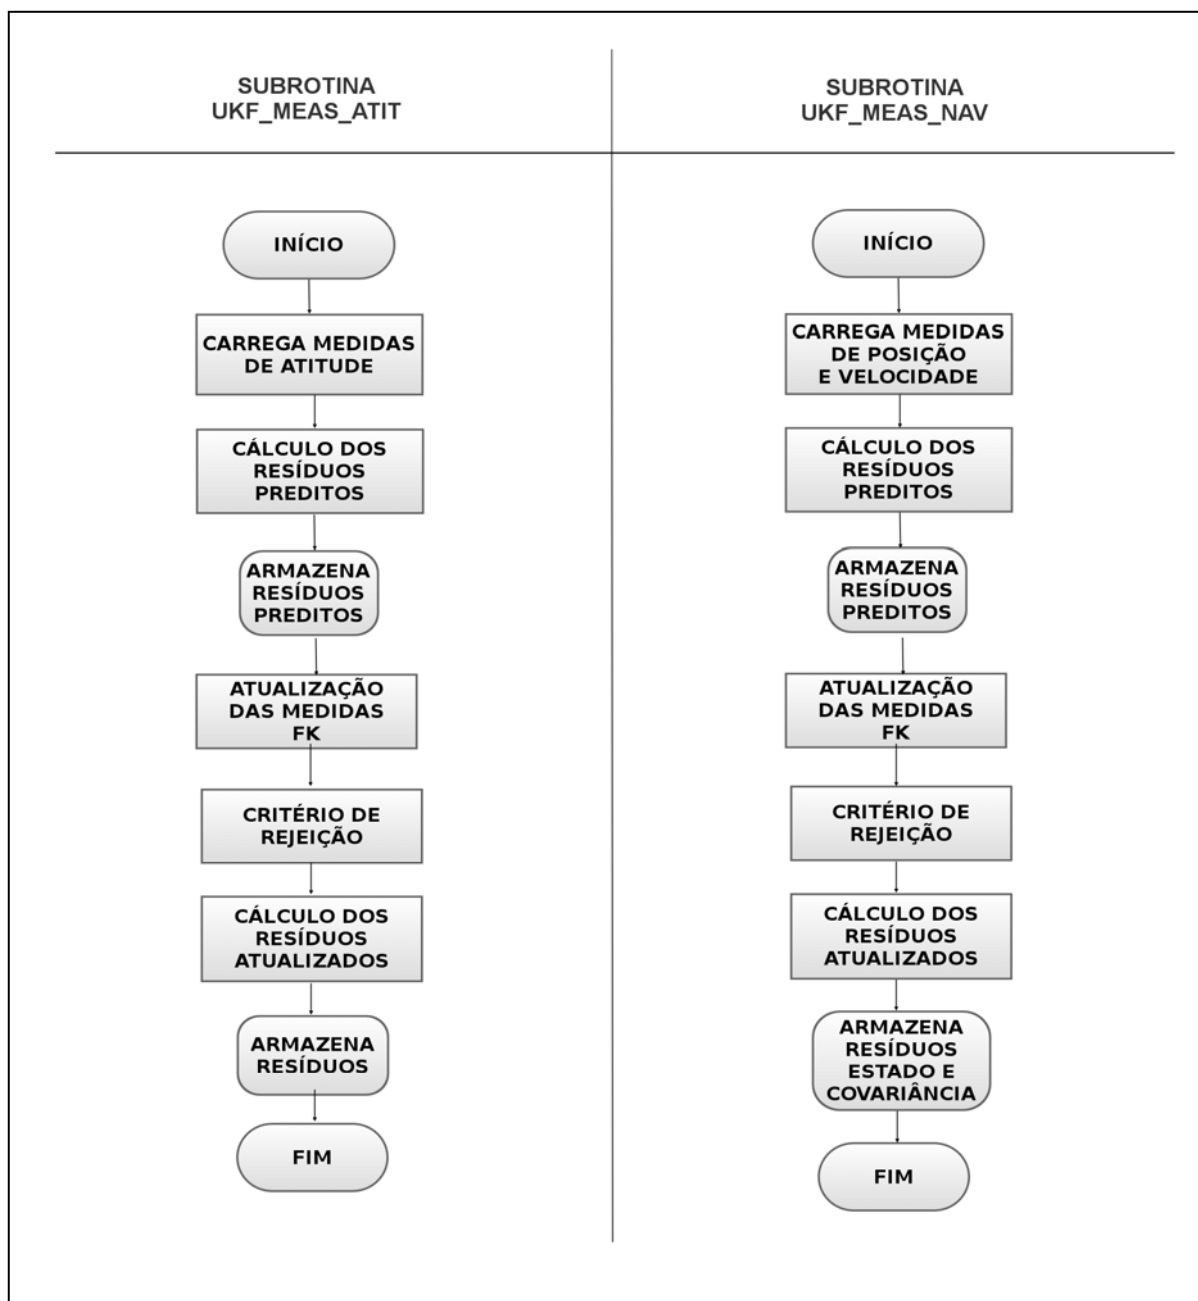 SUBROTINA
UKF_MEAS_ATIT
INÍCIO
CARREGA MEDIDAS
DE ATITUDE
CÁLCULO DOS
RESÍDUOS
PREDITOS
ARMAZENA
RESÍDUOS
PREDITOS
ATUALIZAÇÃO
DAS MEDIDAS
FK
CRITÉRIO DE
REJEIÇÃO
CÁLCULO DOS
RESÍDUOS
ATUALIZADOS
ARMAZENA
RESÍDUOS
FIM
SUBROTINA
UKF_MEAS_NAV
INÍCIO
CARREGA MEDIDAS
DE POSIÇÃO
E VELOCIDADE
CÁLCULO DOS
RESÍDUOS
PREDITOS
ARMAZENA
RESÍDUOS
PREDITOS
ATUALIZAÇÃO
DAS MEDIDAS
FK
CRITÉRIO DE
REJEIÇÃO
CÁLCULO DOS
RESÍDUOS
ATUALIZADOS
ARMAZENA
RESÍDUOS
ESTADO E
COVARIÂNCIA
FIM